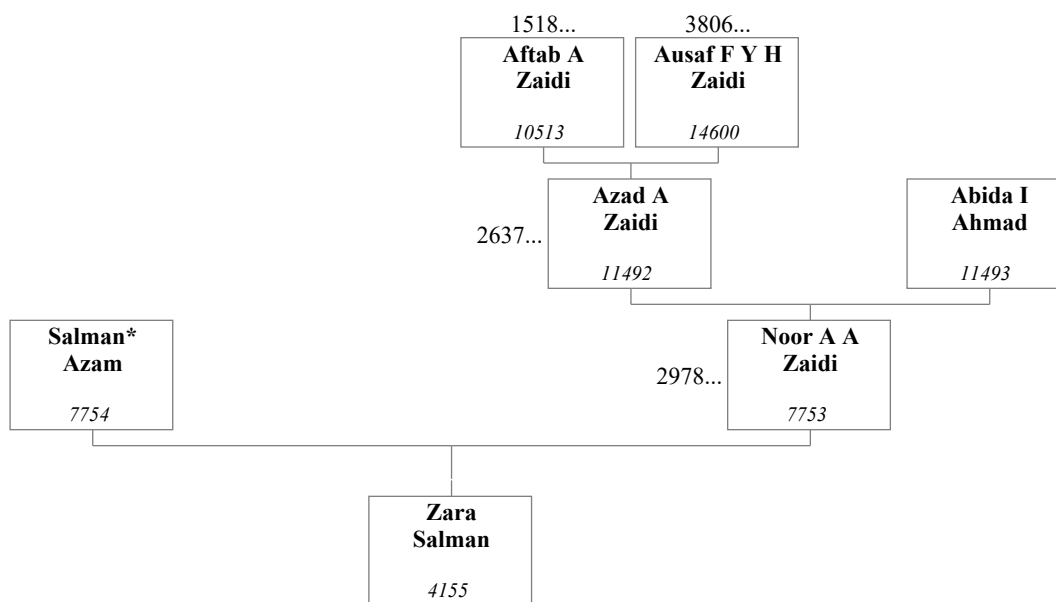 1518...
3806...
Aftab A
Zaidi
10513
Ausaf F Y H
Zaidi
14600
2637...
Azad A
Zaidi
11492
Abida I
Ahmad
11493
Salman*
Azam
7754
2978...
Noor A A
Zaidi
7753
Zara
Salman
4155